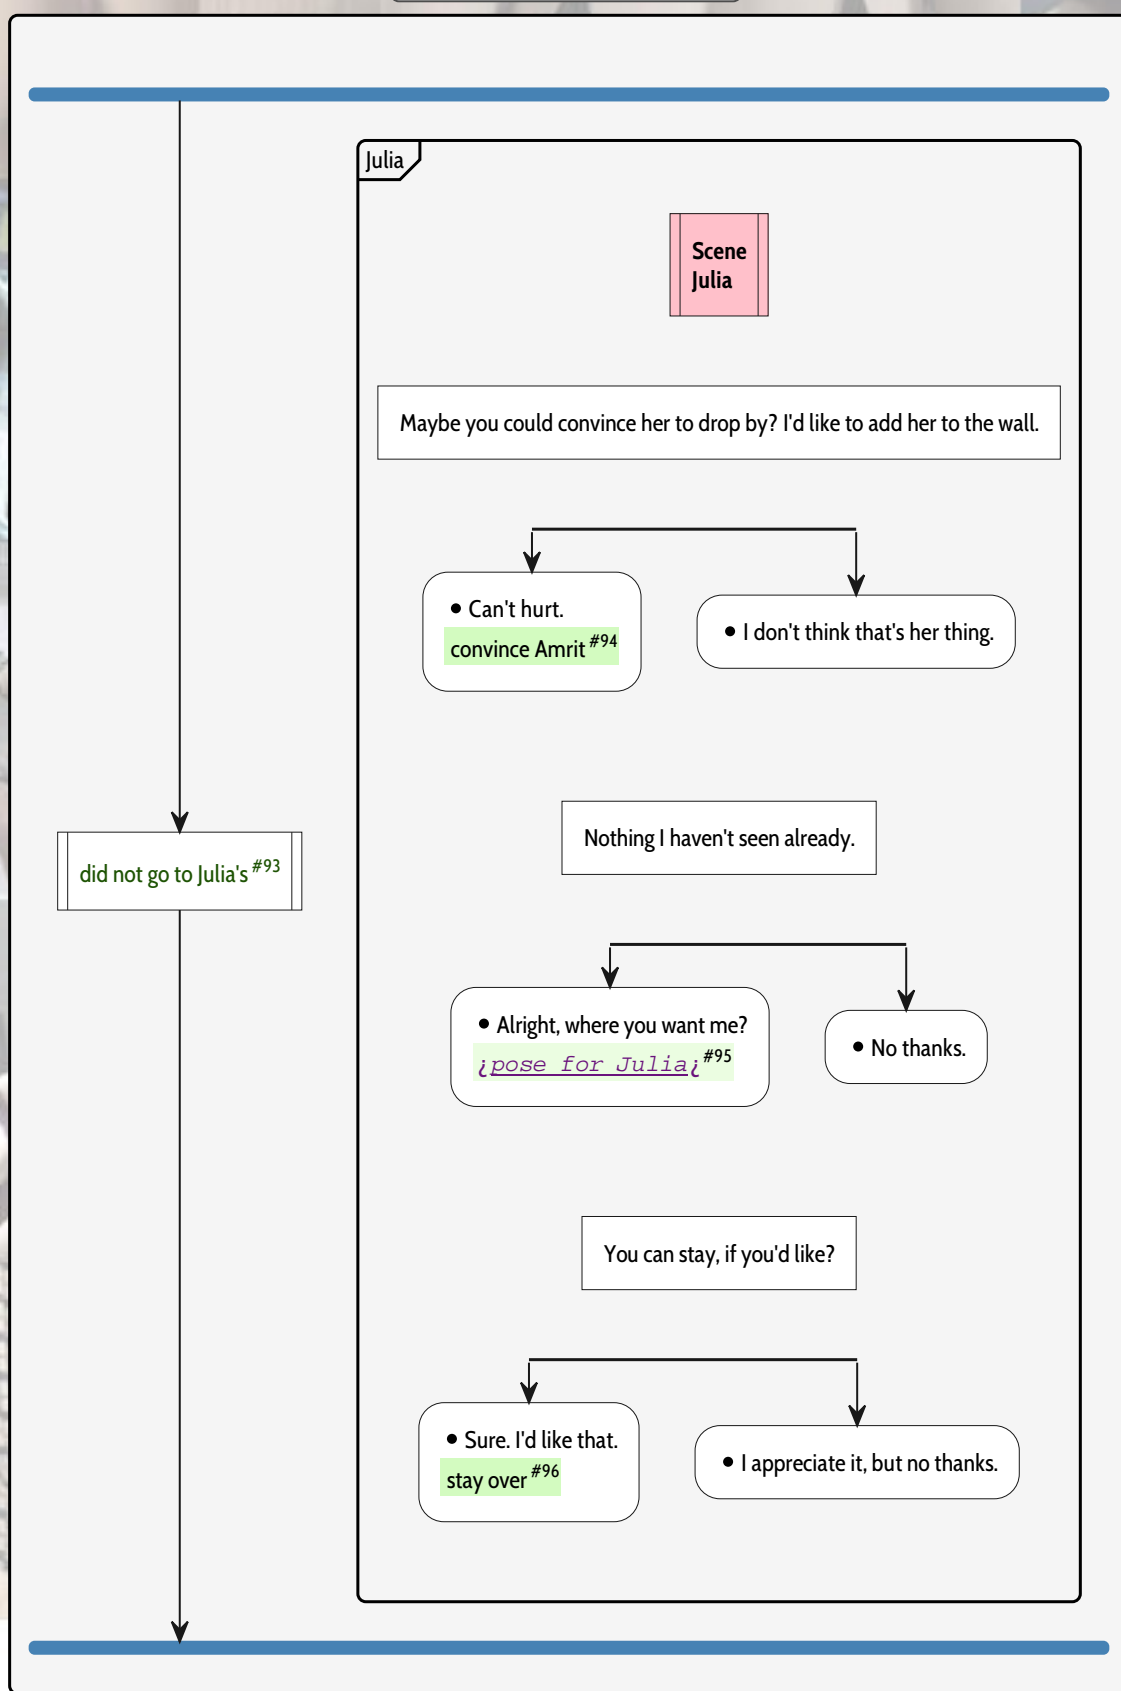 Julia
Scene
Julia
Maybe you could convince her to drop by? I'd like to add her to the wall.
• Can't hurt.
convince Amrit #94
• I don't think that's her thing.
Nothing I haven't seen already.
did not go to Julia's #93
• Alright, where you want me?
¿pose for Julia¿ #95
• No thanks.
You can stay, if you'd like?
• Sure. I'd like that.
stay over #96
• I appreciate it, but no thanks.